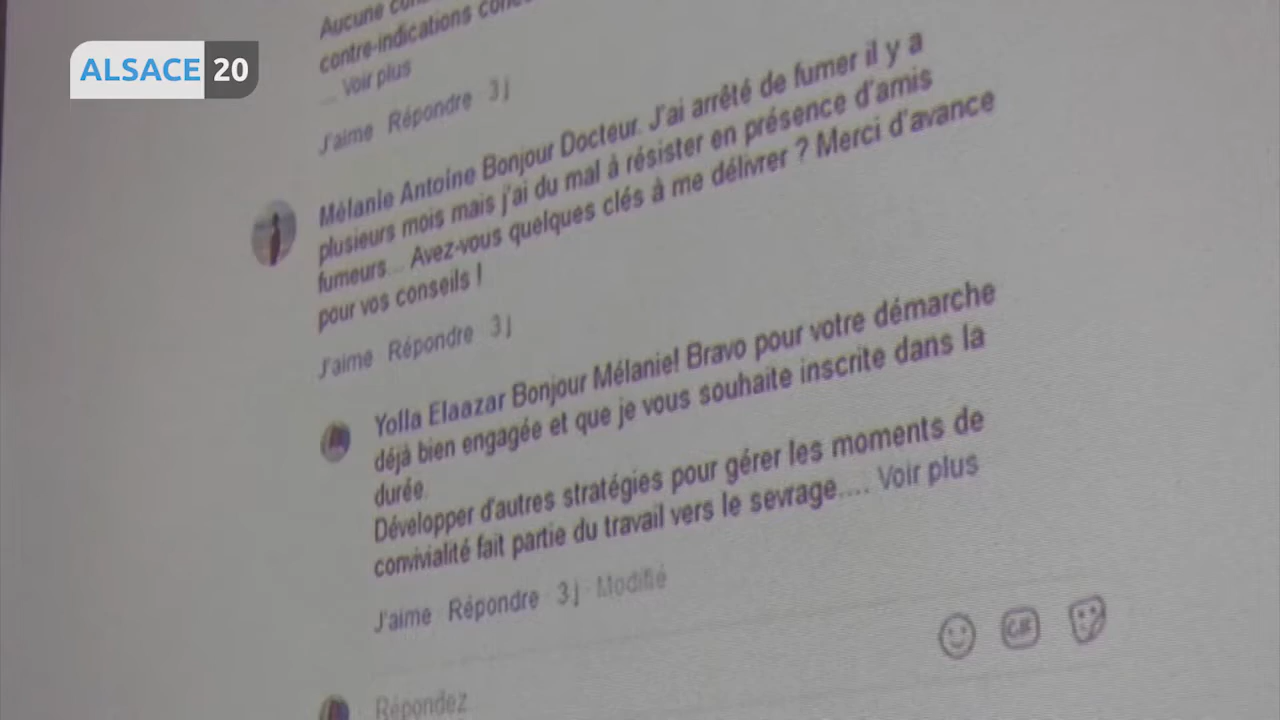 ALSACE 20
Aucune
contre-indications
... Voir plus
J'aime Répondre 3 j
Mélanie Antoine Bonjour Docteur. J'ai arrêté de fumer il y a
plusieurs mois mais j'ai du mal à résister en présence d'amis
fumeurs... Avez-vous quelques clés à me délivrer ? Merci d'avance
pour vos conseils !
J'aime Répondre 3 j
Yolla Elaazar Bonjour Mélanie! Bravo pour votre démarche
déjà bien engagée et que je vous souhaite inscrite dans la
durée.
Développer d'autres stratégies pour gérer les moments de
convivialité fait partie du travail vers le sevrage.... Voir plus
J'aime Répondre 3 j Modifié
GIF
Répondez